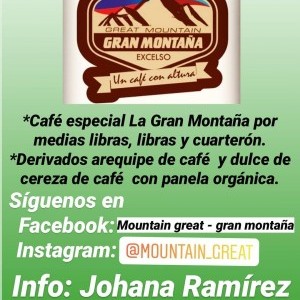 GREAT MOUNTAIN
GRAN MONTAÑA
EXCELSO
Un café con altura
*Café especial La Gran Montaña por
medias libras, libras y cuarterón.
*Derivados arequipe de café y dulce de
cereza de café con panela orgánica.
Síguenos en
Facebook: Mountain great - gran montaña
Instagram: @MOUNTAIN_GREAT
Info: Johana Ramírez